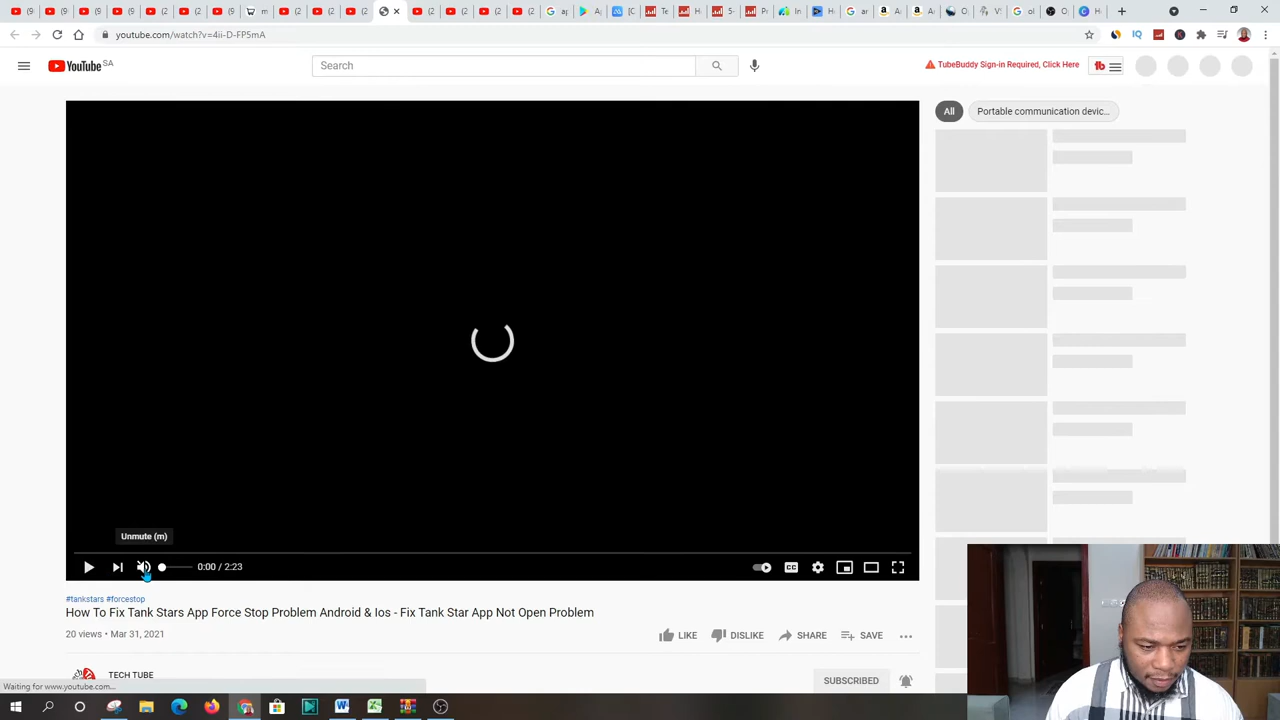 youtube.com/watch?v=4ii-D-FP5mA
YouTube SA
Search
TubeBuddy Sign-in Required, Click Here
tb
All
Portable communication devic...
Unmute (m)
0:00 / 2:23
CC
#tankstars #forcestop
How To Fix Tank Stars App Force Stop Problem Android & Ios - Fix Tank Star App Not Open Problem
20 views • Mar 31, 2021
LIKE
DISLIKE
SHARE
SAVE
TECH TUBE
SUBSCRIBED
Waiting for www.youtube.com...